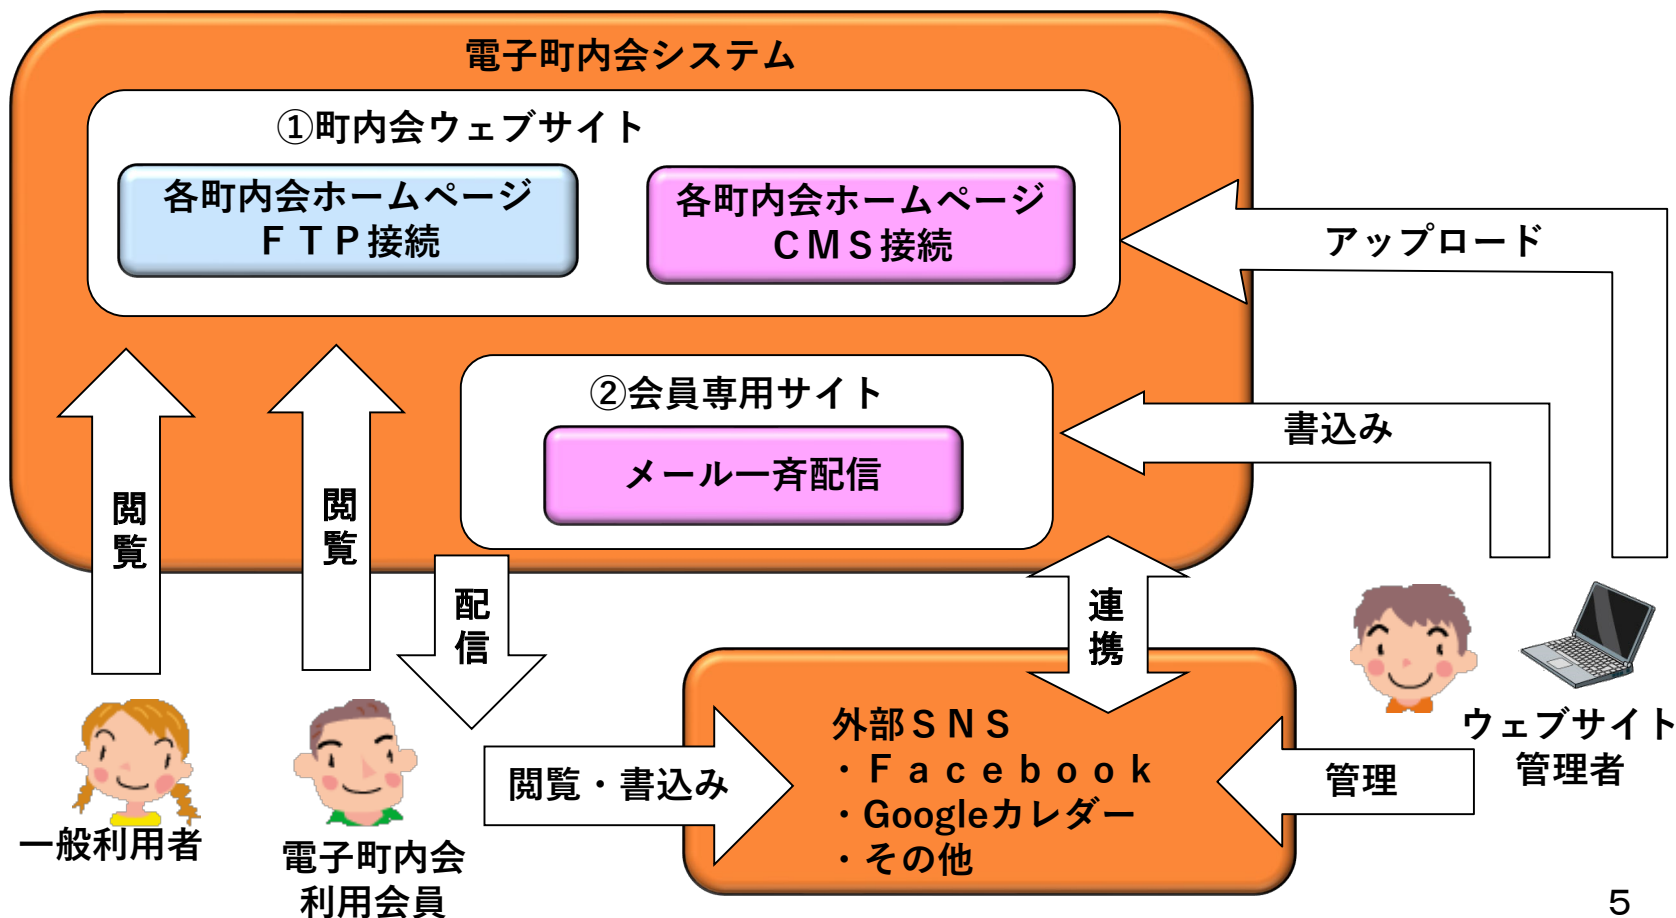 電子町内会システム
①町内会ウェブサイト
各町内会ホームページ
ＦＴＰ接続
各町内会ホームページ
ＣＭＳ接続
アップロード
②会員専用サイト
メール一斉配信
書込み
閲覧
閲覧
配信
連携
外部ＳＮＳ
・Ｆａｃｅｂｏｏｋ
・Googleカレダー
・その他
閲覧・書込み
管理
ウェブサイト
管理者
一般利用者
電子町内会
利用会員
5